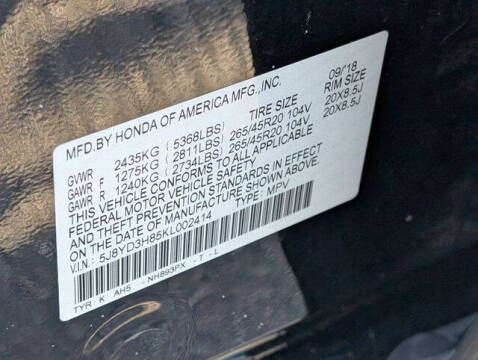 MFD.BY HONDA OF AMERICA MFG.,INC. 09/18
TIRE SIZE RIM SIZE
GVWR 2435KG (5368LBS)
GAWR F 1275KG (2811LBS) 265/45R20 104V 20X8.5J
GAWR R 1240KG (2734LBS) 265/45R20 104V 20X8.5J
THIS VEHICLE CONFORMS TO ALL APPLICABLE
FEDERAL MOTOR VEHICLE SAFETY, BUMPER,
AND THEFT PREVENTION STANDARDS IN EFFECT
ON THE DATE OF MANUFACTURE SHOWN ABOVE.
V.I.N.: 5J8YD3H85KL002414 TYPE: MPV
TYR K AH5 - NH893PX - T - L